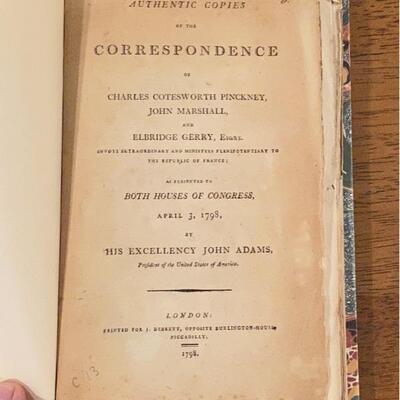 AUTHENTIC COPIES
OF THE
CORRESPONDENCE
OF
CHARLES COTESWORTH PINCKNEY,
JOHN MARSHALL,
AND
ELBRIDGE GERRY, ESQRS.
ENVOYS EXTRAORDINARY AND MINISTERS PLENIPOTENTIARY TO
THE REPUBLIC OF FRANCE;
AS PRESENTED TO
BOTH HOUSES OF CONGRESS,
APRIL 3, 1798,
BY
HIS EXCELLENCY JOHN ADAMS,
President of the United States of America.
LONDON:
PRINTED FOR J. DEBRETT, OPPOSITE BURLINGTON-HOUSE,
PICCADILLY;
1798.